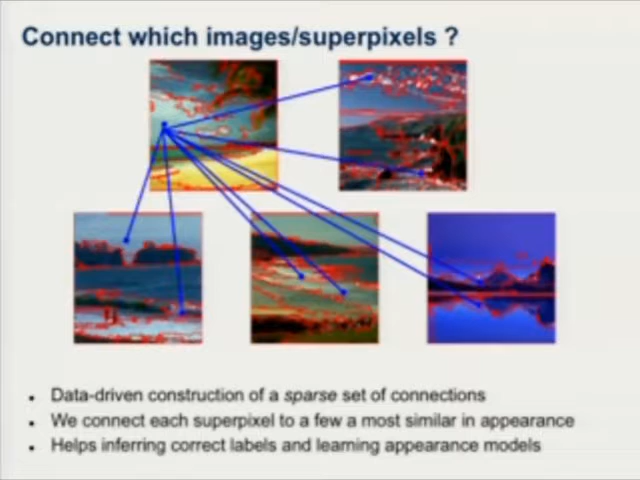 Connect which images/superpixels ?
Data-driven construction of a sparse set of connections
We connect each superpixel to a few a most similar in appearance
Helps inferring correct labels and learning appearance models